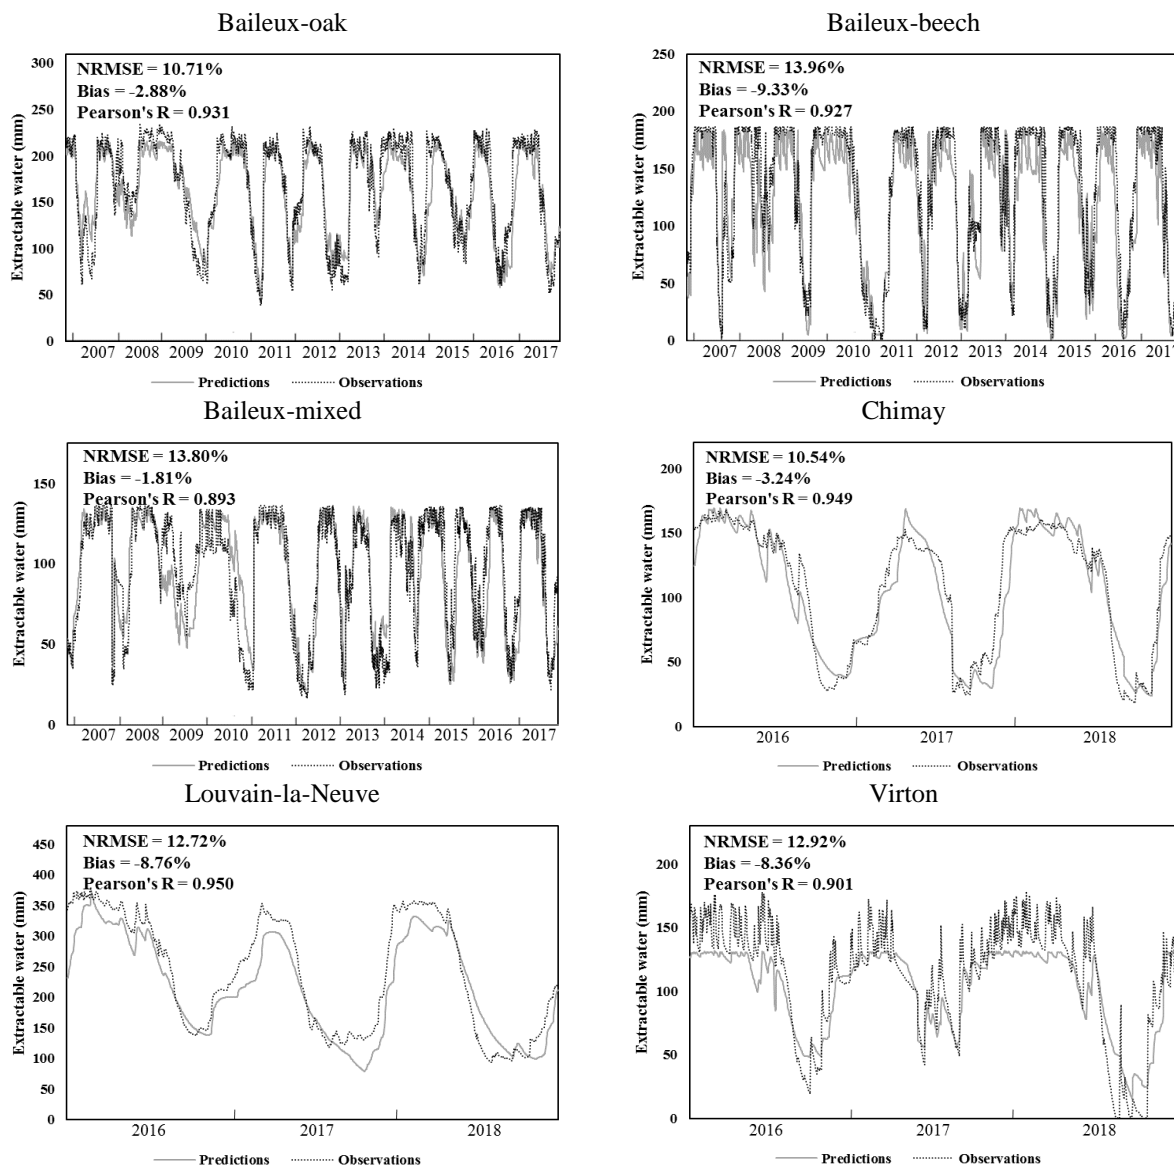 Baileux-oak
NRMSE = 10.71%
Bias = -2.88%
Pearson's R = 0.931
Extractable water (mm)
300
250
200
150
100
50
0
2007 2008 2009 2010 2011 2012 2013 2014 2015 2016 2017
Predictions Observations
Baileux-beech
NRMSE = 13.96%
Bias = -9.33%
Pearson's R = 0.927
Extractable water (mm)
250
200
150
100
50
0
2007 2008 2009 2010 2011 2012 2013 2014 2015 2016 2017
Predictions Observations
Baileux-mixed
NRMSE = 13.80%
Bias = -1.81%
Pearson's R = 0.893
Extractable water (mm)
150
100
50
0
2007 2008 2009 2010 2011 2012 2013 2014 2015 2016 2017
Predictions Observations
Chimay
NRMSE = 10.54%
Bias = -3.24%
Pearson's R = 0.949
Extractable water (mm)
200
150
100
50
0
2016 2017 2018
Predictions Observations
Louvain-la-Neuve
NRMSE = 12.72%
Bias = -8.76%
Pearson's R = 0.950
Extractable water (mm)
450
400
350
300
250
200
150
100
50
0
2016 2017 2018
Predictions Observations
Virton
NRMSE = 12.92%
Bias = -8.36%
Pearson's R = 0.901
Extractable water (mm)
200
150
100
50
0
2016 2017 2018
Predictions Observations